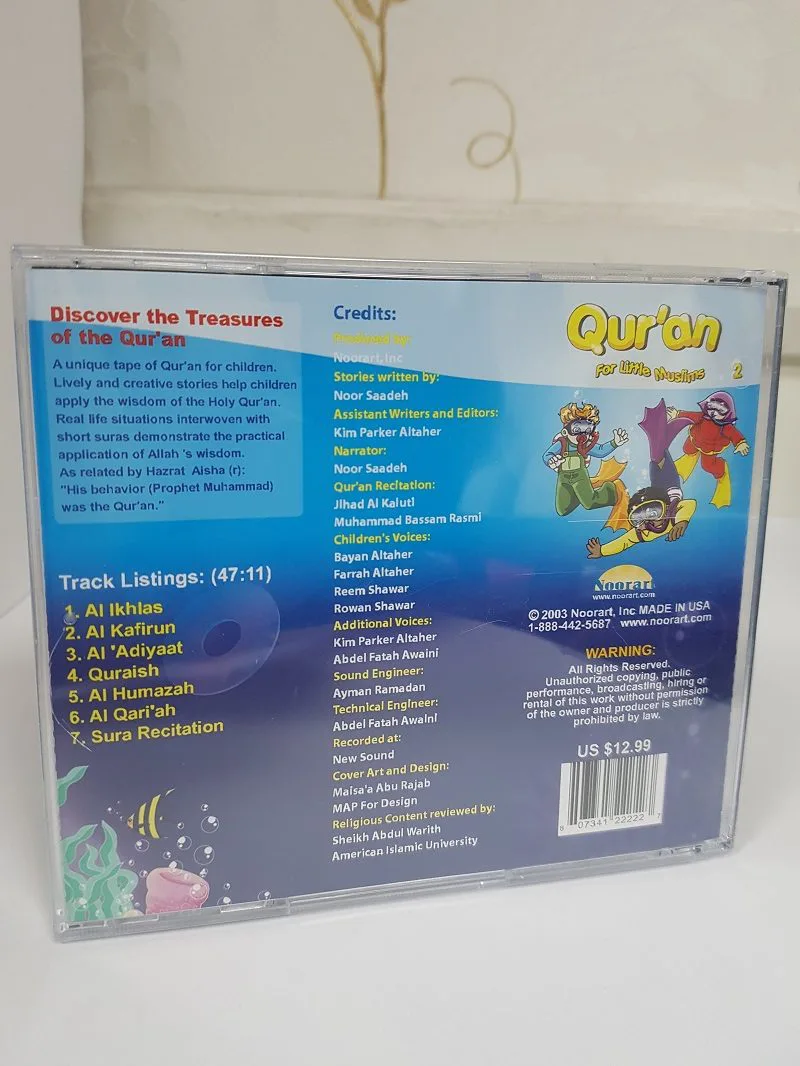 Discover the Treasures
of the Qur'an
A unique tape of Qur'an for children.
Lively and creative stories help children
apply the wisdom of the Holy Qur'an.
Real life situations interwoven with
short suras demonstrate the practical
application of Allah 's wisdom.
As related by Hazrat Aisha (r):
"His behavior (Prophet Muhammad)
was the Qur'an."
Track Listings: (47:11)
1. Al Ikhlas
2. Al Kafirun
3. Al 'Adiyaat
4. Quraish
5. Al Humazah
6. Al Qari'ah
7. Sura Recitation
Credits:
Produced by:
Noorart, Inc
Stories written by:
Noor Saadeh
Assistant Writers and Editors:
Kim Parker Altaher
Narrator:
Noor Saadeh
Qur'an Recitation:
Jihad Al Kaluti
Muhammad Bassam Rasmi
Children's Voices:
Bayan Altaher
Farrah Altaher
Reem Shawar
Rowan Shawar
Additional Voices:
Kim Parker Altaher
Abdel Fatah Awaini
Sound Engineer:
Ayman Ramadan
Technical Engineer:
Abdel Fatah Awaini
Recorded at:
New Sound
Cover Art and Design:
Maisa'a Abu Rajab
MAP For Design
Religious Content reviewed by:
Sheikh Abdul Warith
American Islamic University
Qur'an
For Little Muslims 2
Noorart
www.noorart.com
© 2003 Noorart, Inc MADE IN USA
1-888-442-5687 www.noorart.com
WARNING:
All Rights Reserved.
Unauthorized copying, public
performance, broadcasting, hiring or
rental of this work without permission
of the owner and producer is strictly
prohibited by law.
US $12.99
8 07341 22222 7